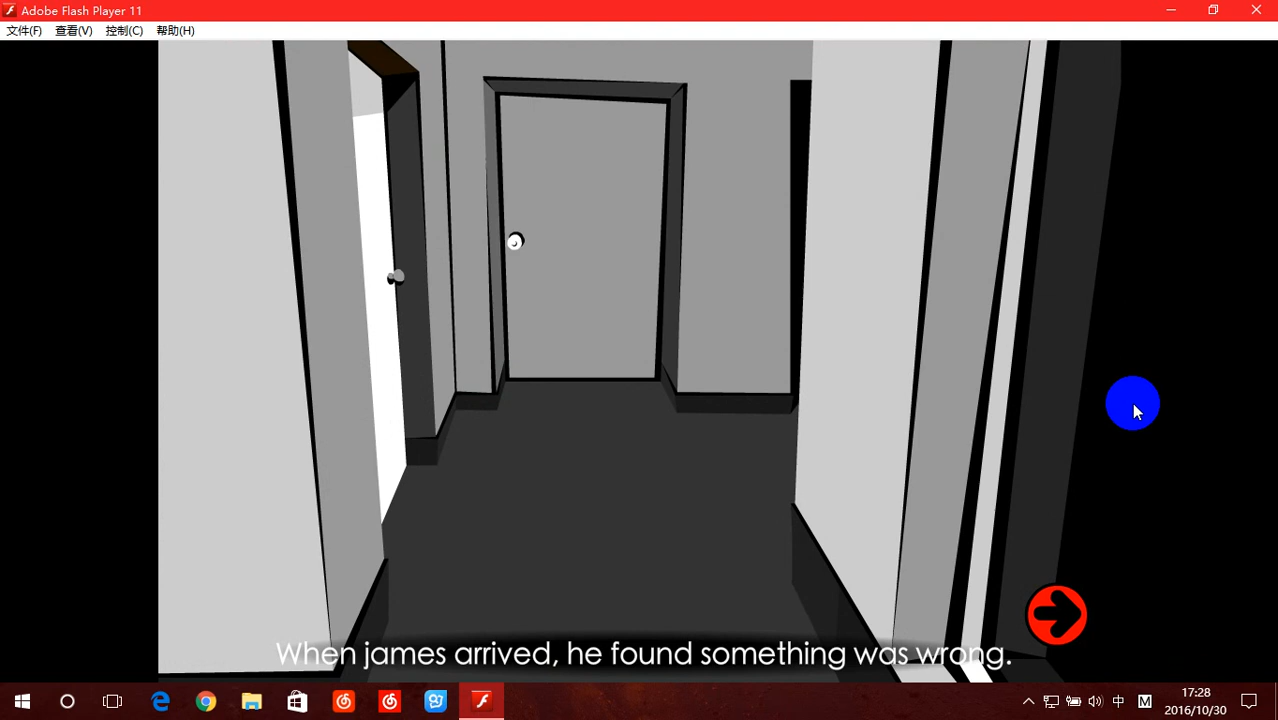 Adobe Flash Player 11
文件(F) 查看(V) 控制(C) 帮助(H)
When james arrived, he found something was wrong.
中 M 17:28
2016/10/30